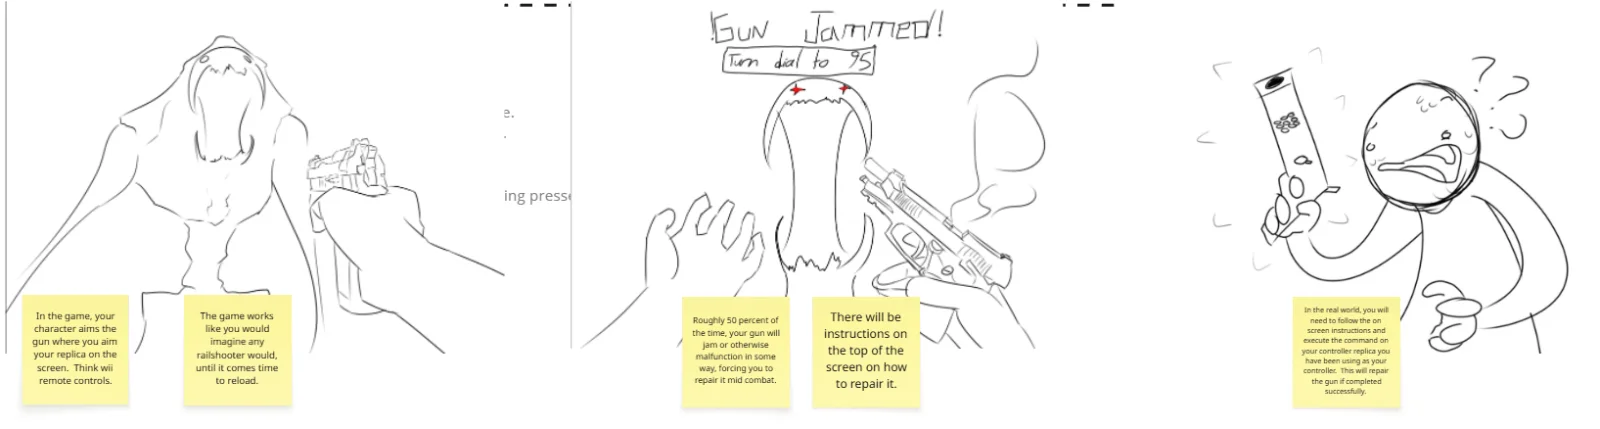 !Gun Jammed!!
Turn dial to 95
e.
.
ing presse
In the game, your
character aims the
gun where you aim
your replica on the
screen. Think wii
remote controls.
The game works
like you would
imagine any
railshooter would,
until it comes time
to reload.
Roughly 50 percent of
the time, your gun will
jam or otherwise
malfunction in some
way, forcing you to
repair it mid combat.
There will be
instructions on
the top of the
screen on how
to repair it.
? ? ?
In the real world, you will
need to follow the on
screen instructions and
execute the command on
your controller replica you
have been using as your
controller. This will repair
the gun if completed
successfully.